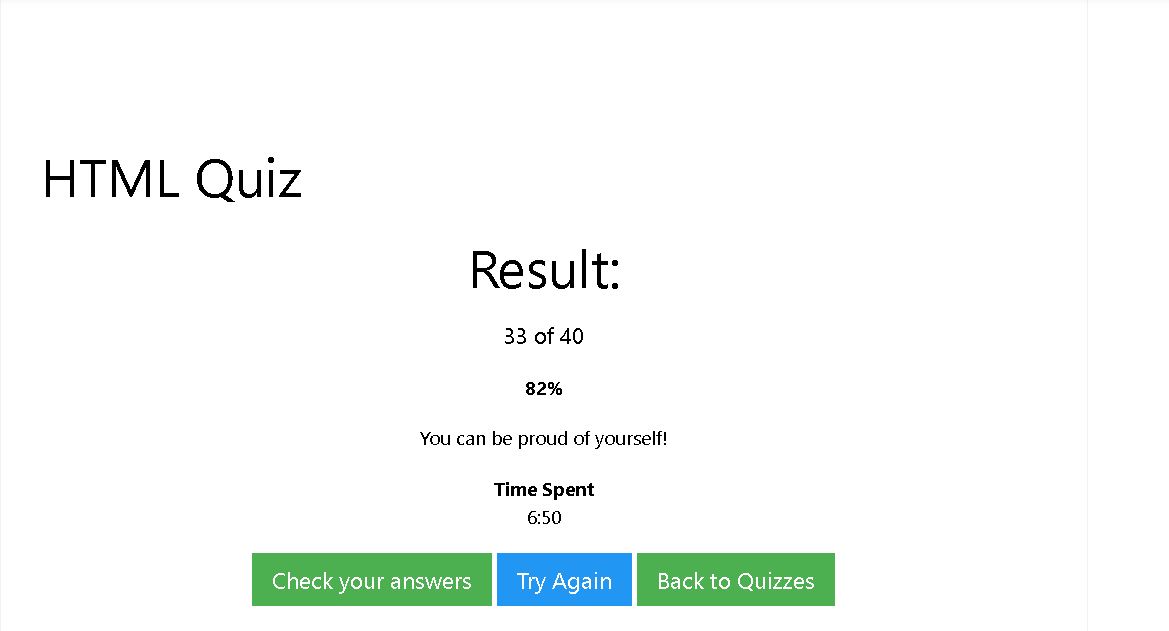 HTML Quiz
Result:
33 of 40
82%
You can be proud of yourself!
Time Spent
6:50
Check your answers Try Again Back to Quizzes